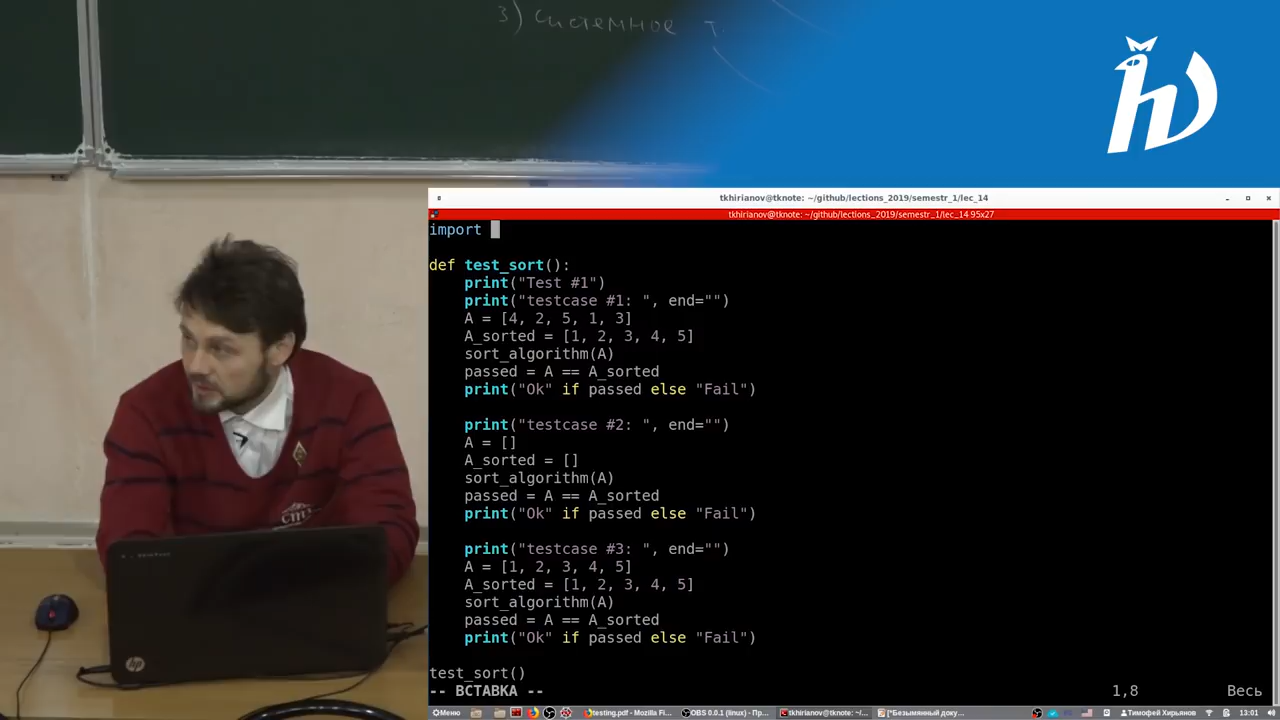 3) системное т.
tkhirianov@tknote: ~/github/lections_2019/semestr_1/lec_14
tkhirianov@tknote: ~/github/lections_2019/semestr_1/lec_14 95x27
import
def test_sort():
print("Test #1")
print("testcase #1: ", end="")
A = [4, 2, 5, 1, 3]
A_sorted = [1, 2, 3, 4, 5]
sort_algorithm(A)
passed = A == A_sorted
print("Ok" if passed else "Fail")
print("testcase #2: ", end="")
A = []
A_sorted = []
sort_algorithm(A)
passed = A == A_sorted
print("Ok" if passed else "Fail")
print("testcase #3: ", end="")
A = [1, 2, 3, 4, 5]
A_sorted = [1, 2, 3, 4, 5]
sort_algorithm(A)
passed = A == A_sorted
print("Ok" if passed else "Fail")
test_sort()
-- ВСТАВКА -- 1,8 Весь
Меню testing.pdf - Mozilla Fi... OBS 0.0.1 (linux) - Пр... tkhirianov@tknote: ~/... [*Безымянный доку... Тимофей Хирьянов 13:01
hp